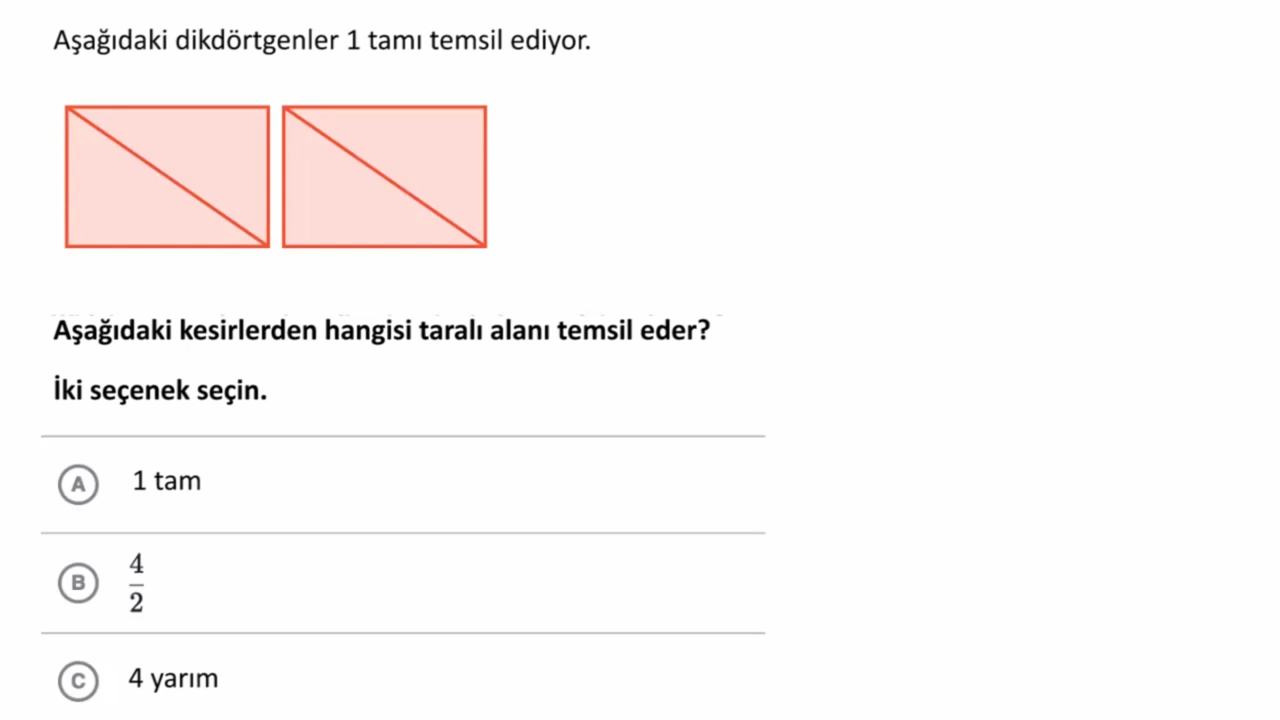 Aşağıdaki dikdörtgenler 1 tamı temsil ediyor.
Aşağıdaki kesirlerden hangisi taralı alanı temsil eder?
İki seçenek seçin.
A 1 tam
B 4/2
C 4 yarım